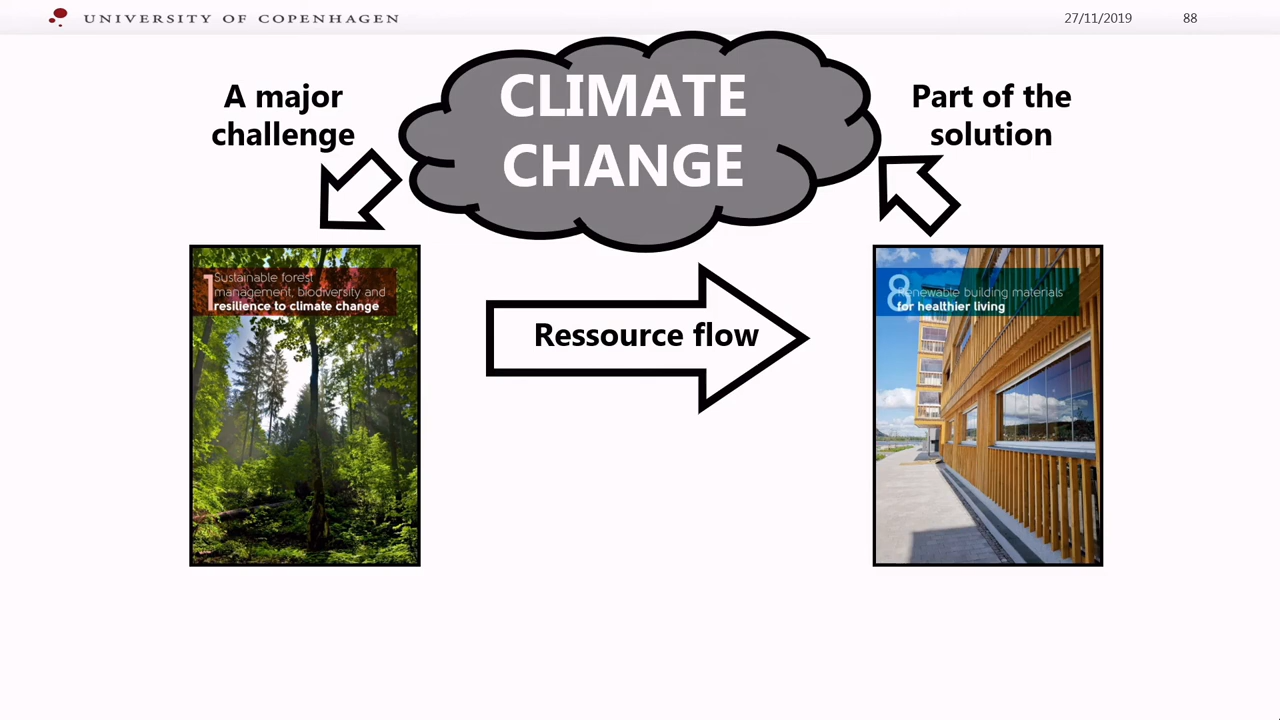 UNIVERSITY OF COPENHAGEN
27/11/2019
88
A major
challenge
CLIMATE
CHANGE
Part of the
solution
1
Sustainable forest
management, biodiversity and
resilience to climate change
Ressource flow
8
Renewable building materials
for healthier living